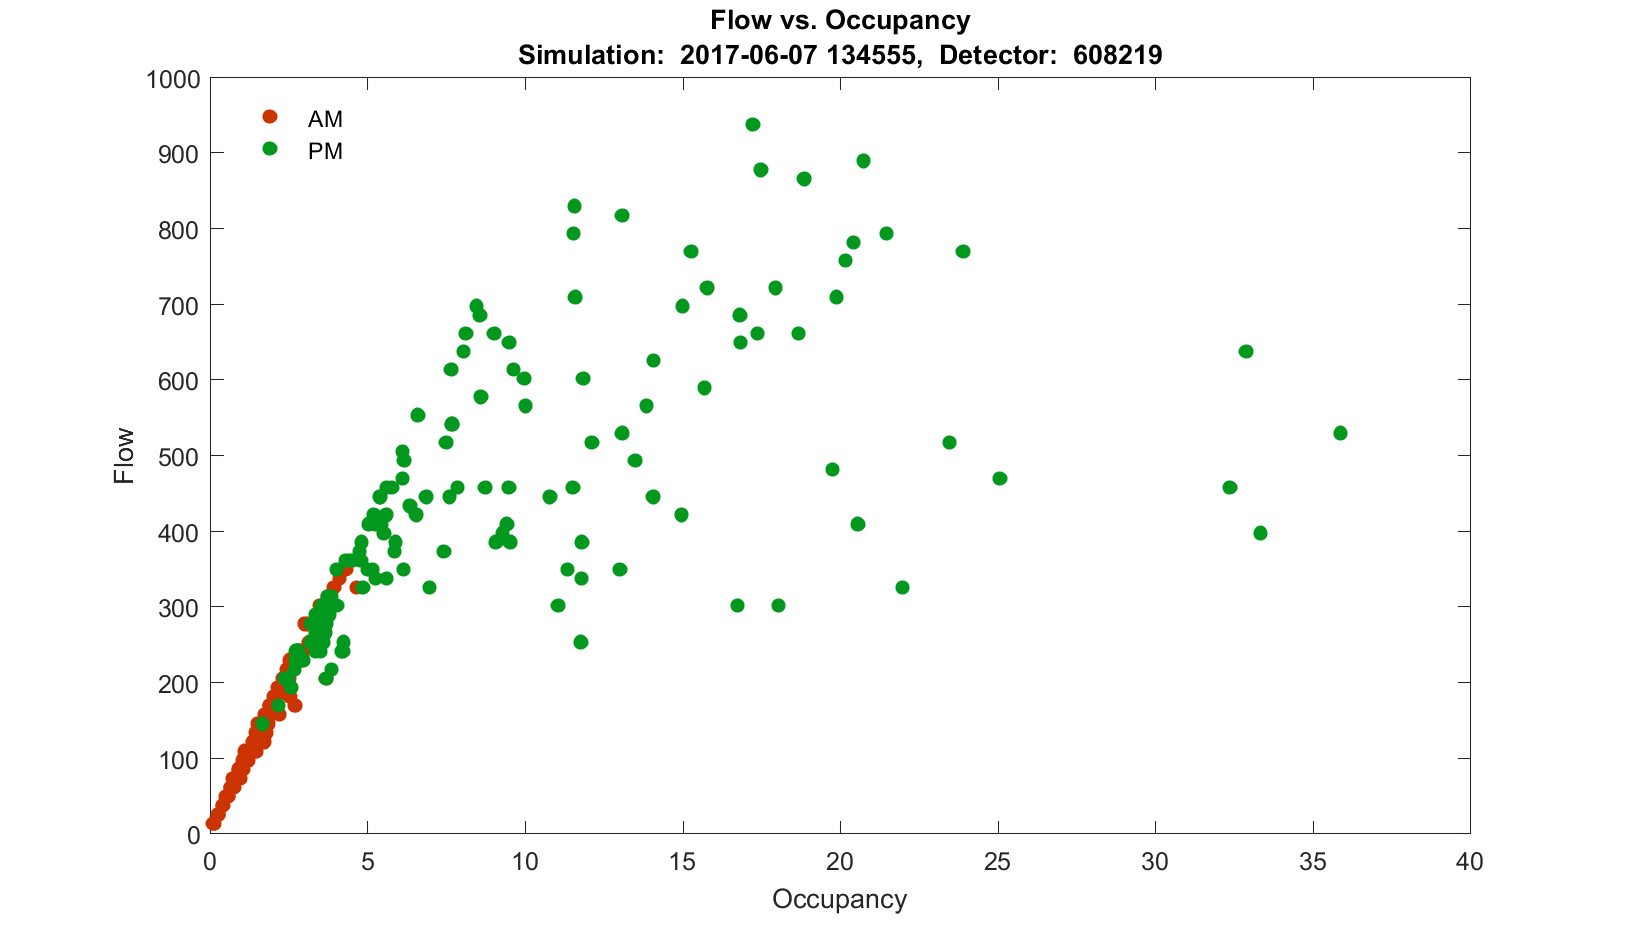 Flow vs. Occupancy
Simulation:  2017-06-07 134555,  Detector:  608219
1000
900
800
700
600
500
400
300
200
100
0
AM
PM
Flow
0 5 10 15 20 25 30 35 40
Occupancy